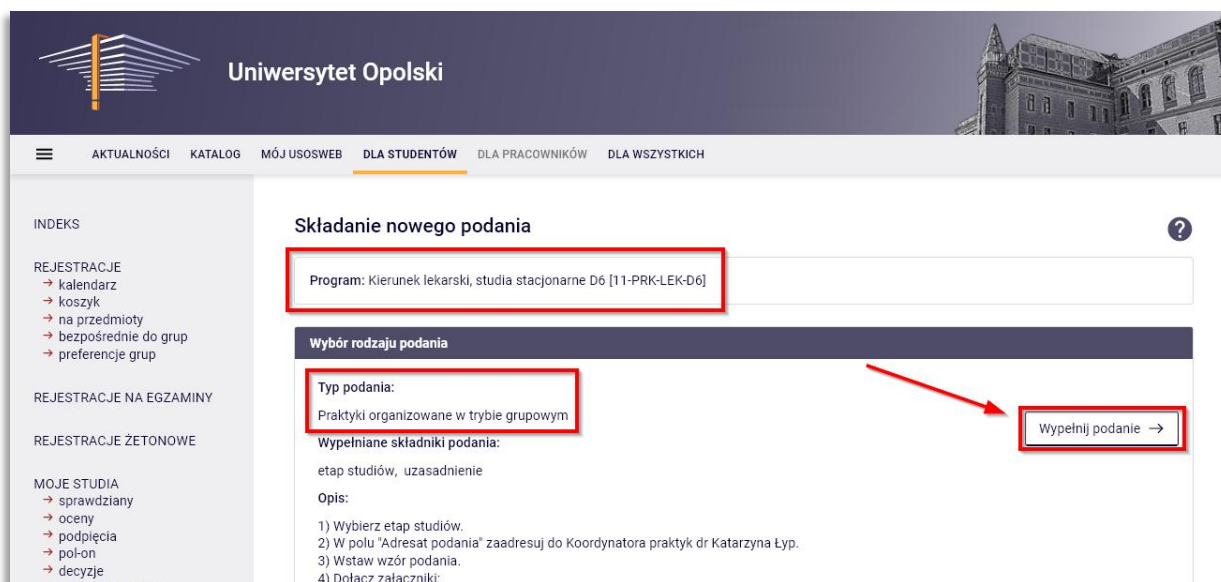 Uniwersytet Opolski
AKTUALNOŚCI KATALOG MÓJ USOSWEB DLA STUDENTÓW DLA PRACOWNIKÓW DLA WSZYSTKICH
INDEKS
REJESTRACJE
→ kalendarz
→ koszyk
→ na przedmioty
→ bezpośrednie do grup
→ preferencje grup
REJESTRACJE NA EGZAMINY
REJESTRACJE ŻETONOWE
MOJE STUDIA
→ sprawdziany
→ oceny
→ podpięcia
→ pol-on
→ decyzje
Składanie nowego podania
?
Program: Kierunek lekarski, studia stacjonarne D6 [11-PRK-LEK-D6]
Wybór rodzaju podania
Typ podania:
Praktyki organizowane w trybie grupowym
Wypełnij podanie →
Wypełniane składniki podania:
etap studiów, uzasadnienie
Opis:
1) Wybierz etap studiów.
2) W polu "Adresat podania" zaadresuj do Koordynatora praktyk dr Katarzyna Łyp.
3) Wstaw wzór podania.
4) Dołącz załączniki: